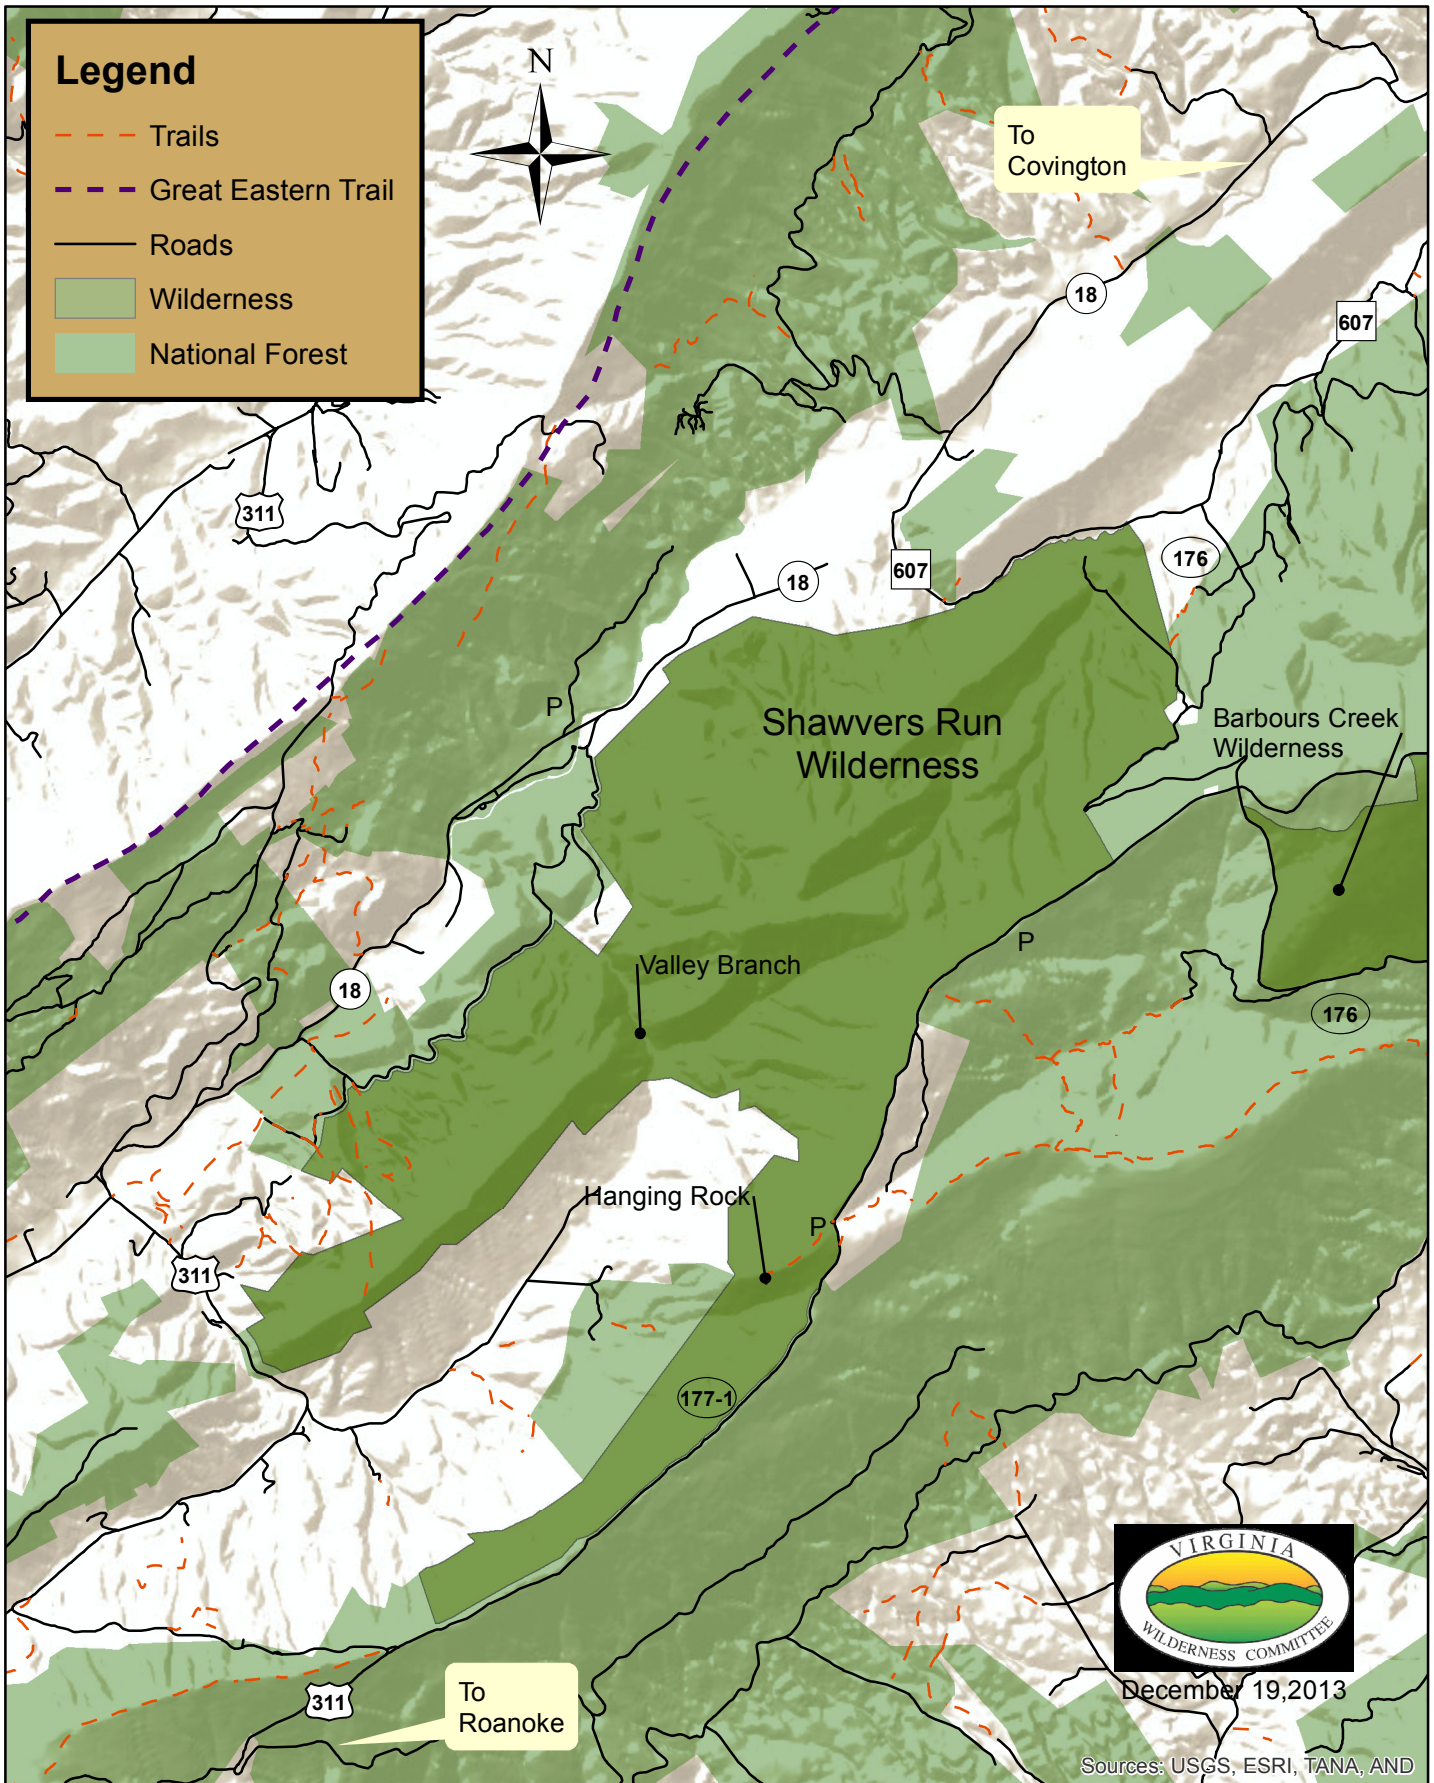 Legend
Trails
Great Eastern Trail
Roads
Wilderness
National Forest
N
To
Covington
18
607
311
607
176
18
P
Shawvers Run
Wilderness
Barbours Creek
Wilderness
P
Valley Branch
18
176
Hanging Rock
P
311
177-1
VIRGINIA
WILDERNESS COMMITTEE
December 19,2013
311
To
Roanoke
Sources: USGS, ESRI, TANA, AND